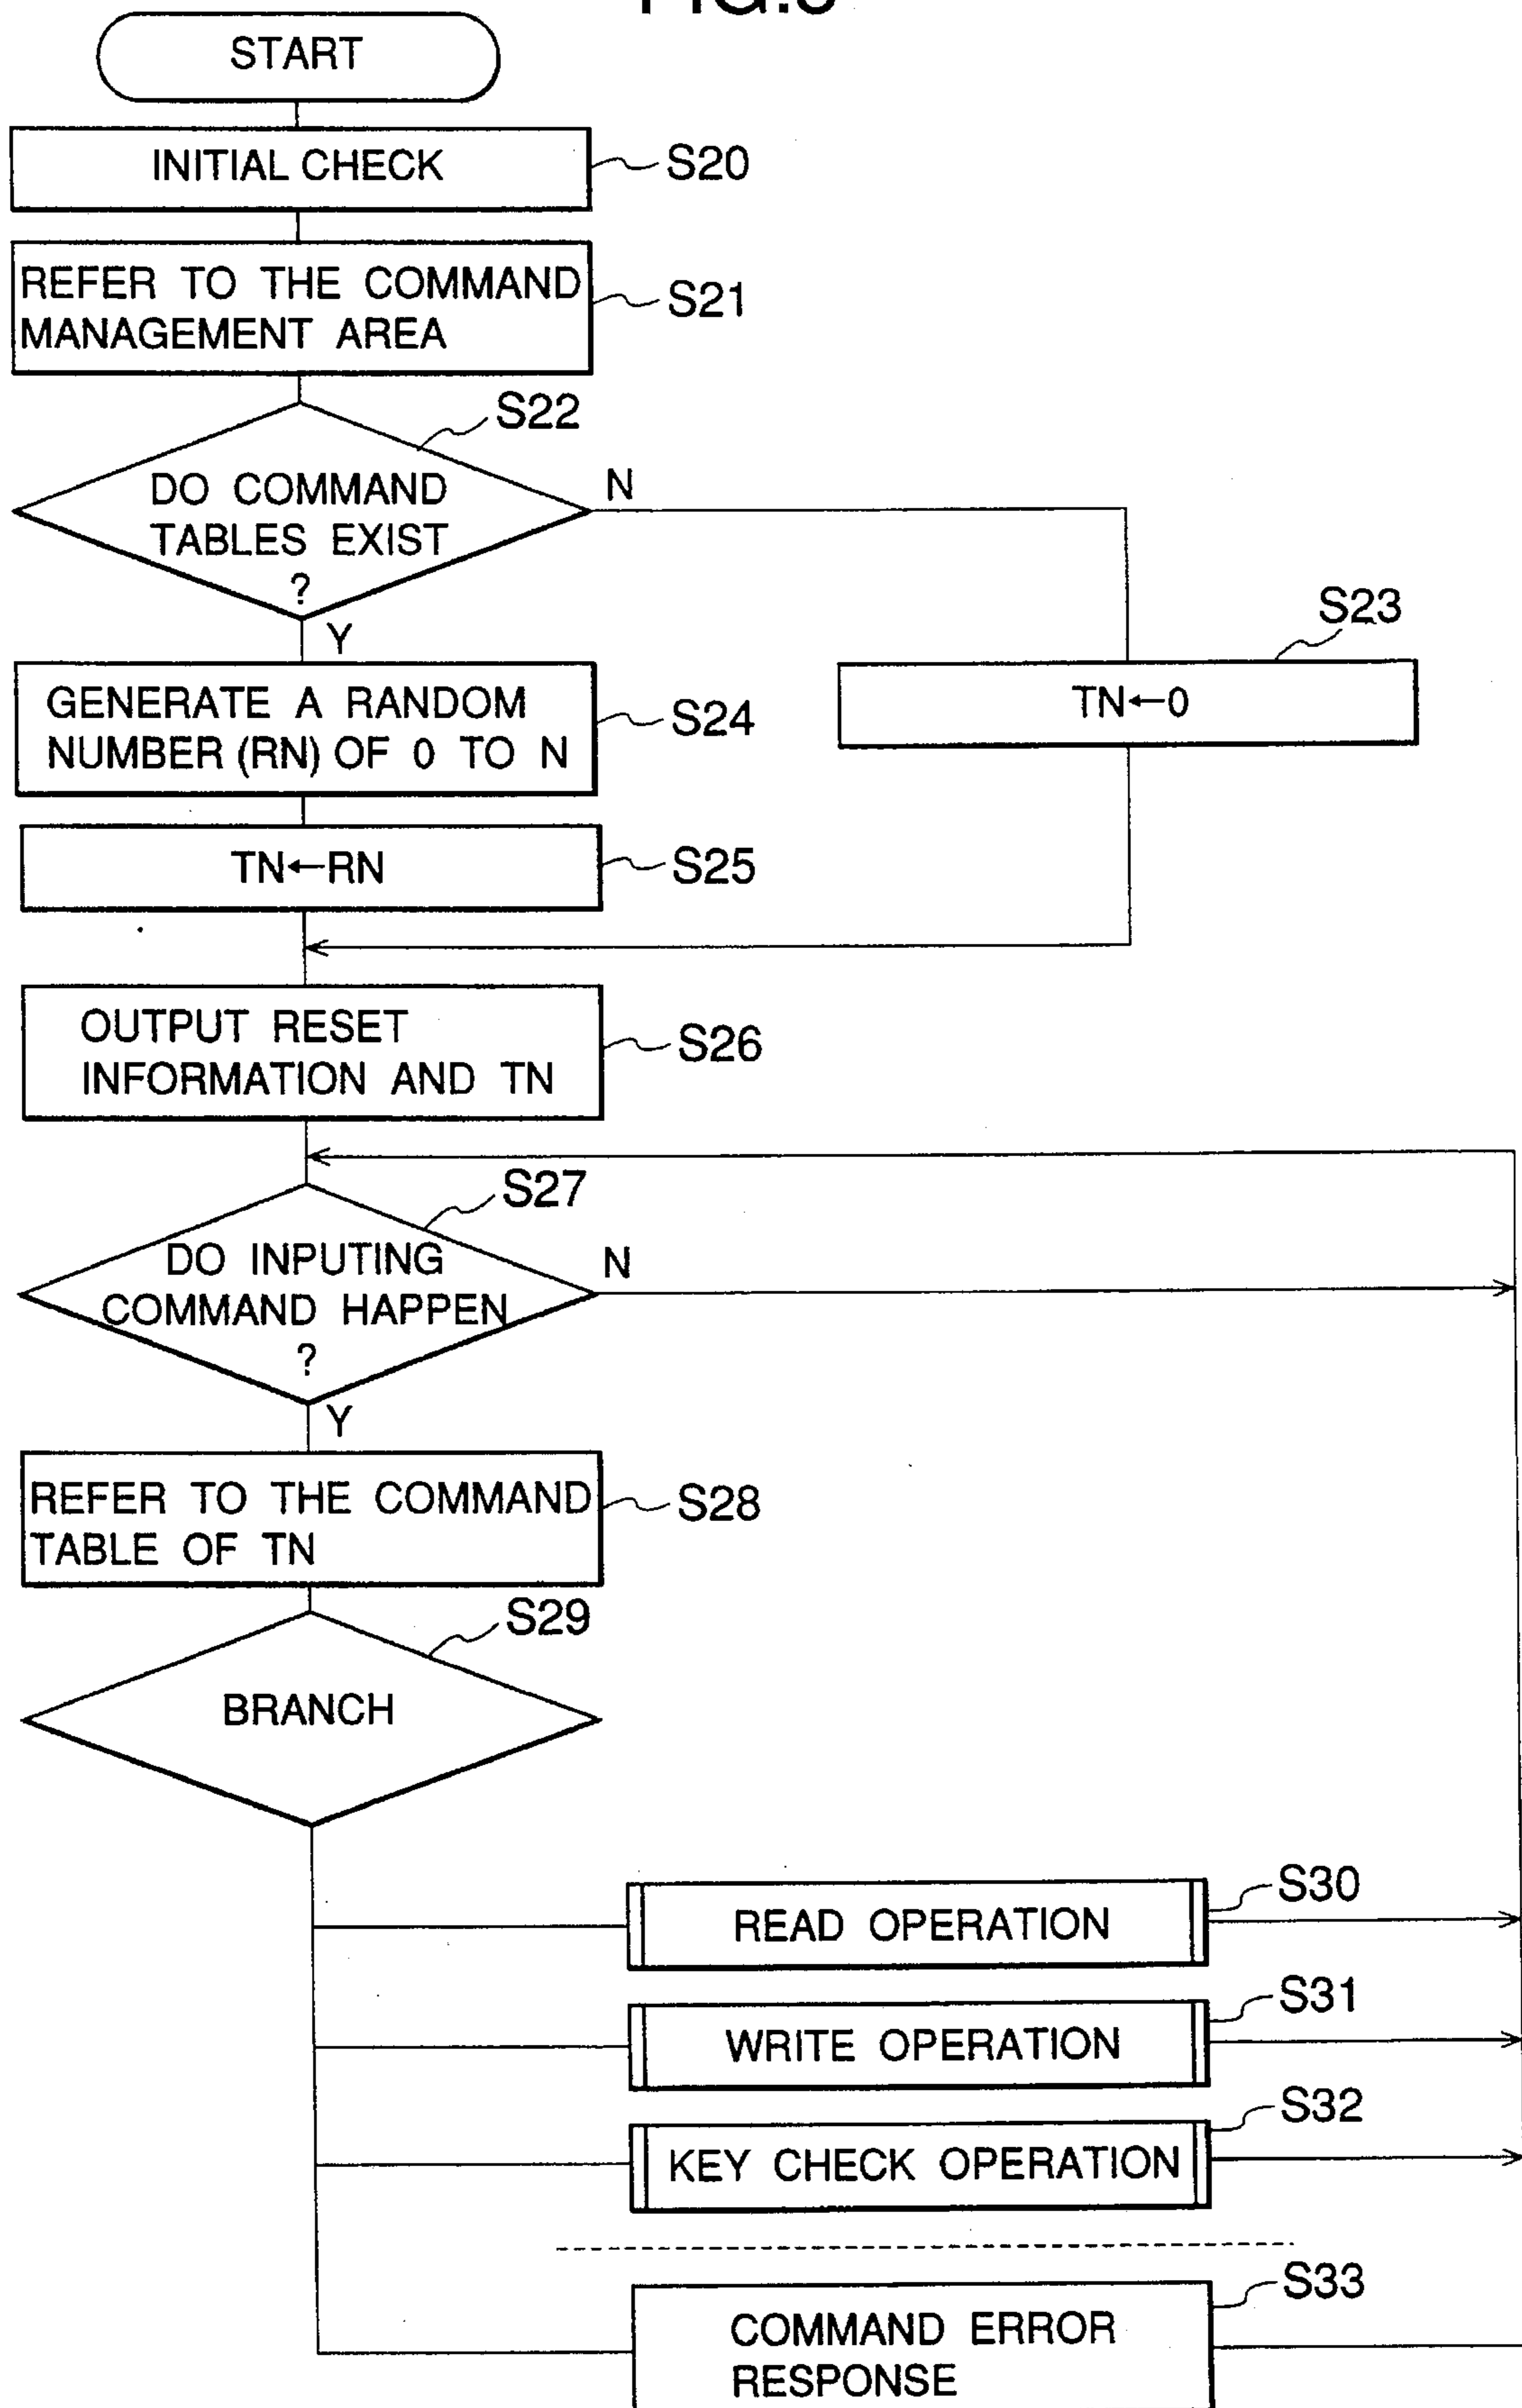 START
INITIAL CHECK
S20
REFER TO THE COMMAND
MANAGEMENT AREA
S21
S22
DO COMMAND
TABLES EXIST
?
N
Y
S23
TN←0
GENERATE A RANDOM
NUMBER (RN) OF 0 TO N
S24
TN←RN
S25
OUTPUT RESET
INFORMATION AND TN
S26
S27
DO INPUTING
COMMAND HAPPEN
?
N
Y
REFER TO THE COMMAND
TABLE OF TN
S28
S29
BRANCH
S30
READ OPERATION
S31
WRITE OPERATION
S32
KEY CHECK OPERATION
S33
COMMAND ERROR
RESPONSE